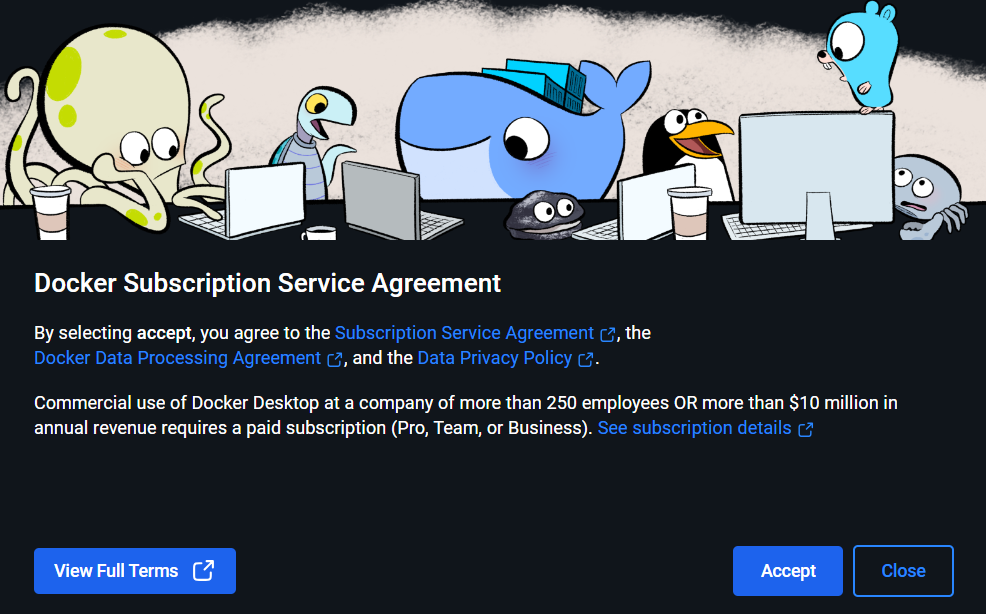 Docker Subscription Service Agreement
By selecting accept, you agree to the Subscription Service Agreement, the
Docker Data Processing Agreement, and the Data Privacy Policy.
Commercial use of Docker Desktop at a company of more than 250 employees OR more than $10 million in
annual revenue requires a paid subscription (Pro, Team, or Business). See subscription details
View Full Terms
Accept
Close